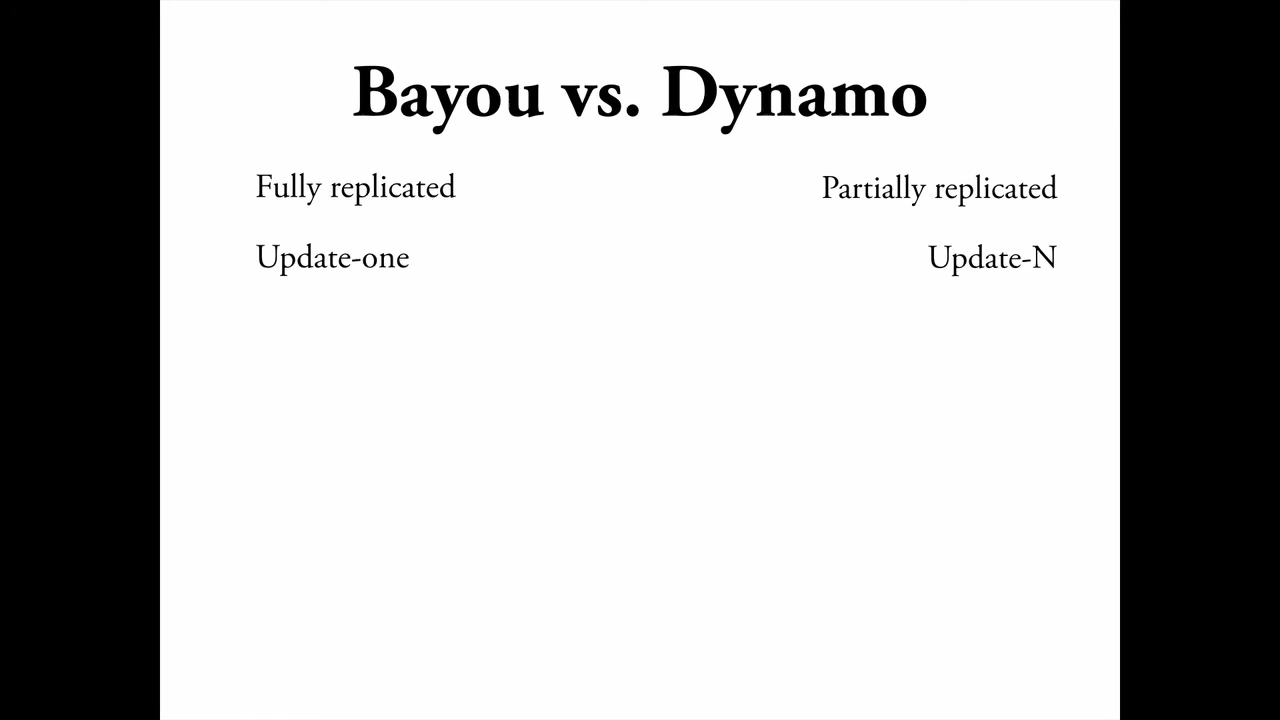 Bayou vs. Dynamo
Fully replicated
Partially replicated
Update-one
Update-N